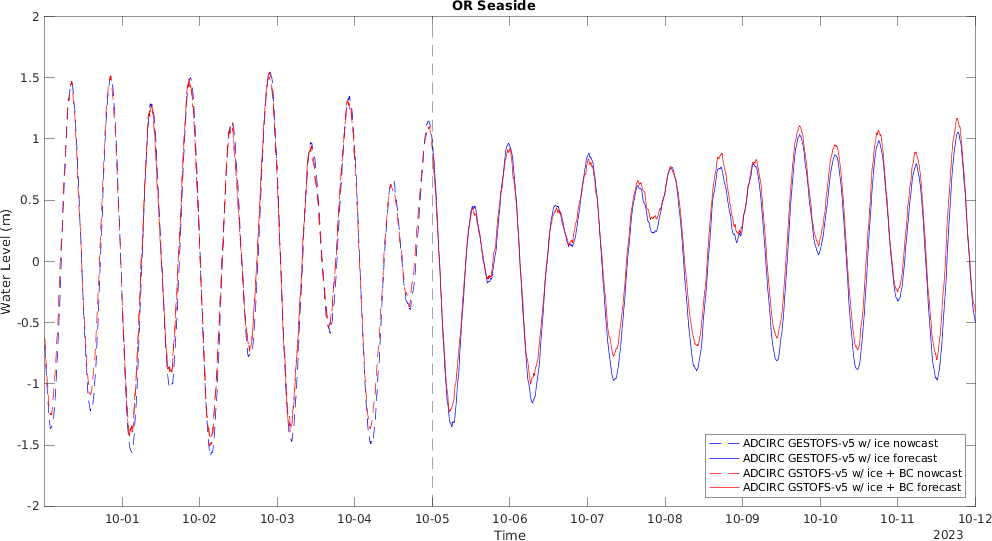 OR Seaside
2
1.5
1
0.5
0
-0.5
-1
-1.5
-2
Water Level (m)
ADCIRC GESTOFS-v5 w/ ice nowcast
ADCIRC GESTOFS-v5 w/ ice forecast
ADCIRC GSTOFS-v5 w/ ice + BC nowcast
ADCIRC GSTOFS-v5 w/ ice + BC forecast
10-01 10-02 10-03 10-04 10-05 10-06 10-07 10-08 10-09 10-10 10-11 10-12
Time
2023